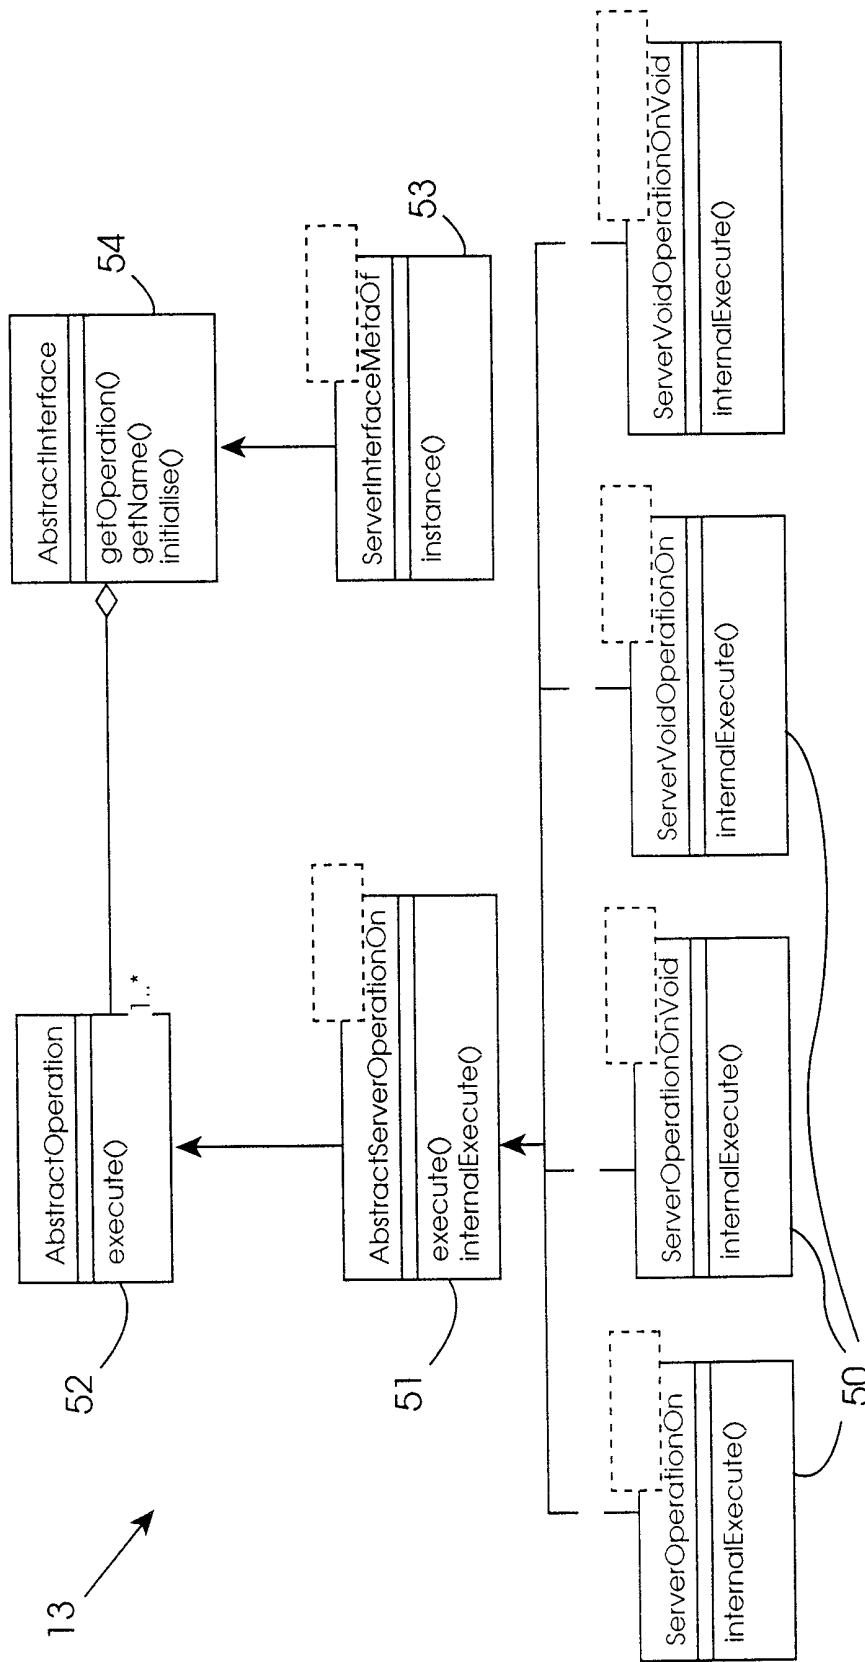 13
52
AbstractOperation
execute()
1..*
AbstractInterface
getOperation()
getName()
initialise()
54
51
AbstractServerOperationOn
execute()
internalExecute()
ServerInterfaceMetaOf
instance()
53
ServerOperationOn
internalExecute()
ServerOperationOnVoid
internalExecute()
ServerVoidOperationOn
internalExecute()
ServerVoidOperationOnVoid
internalExecute()
50